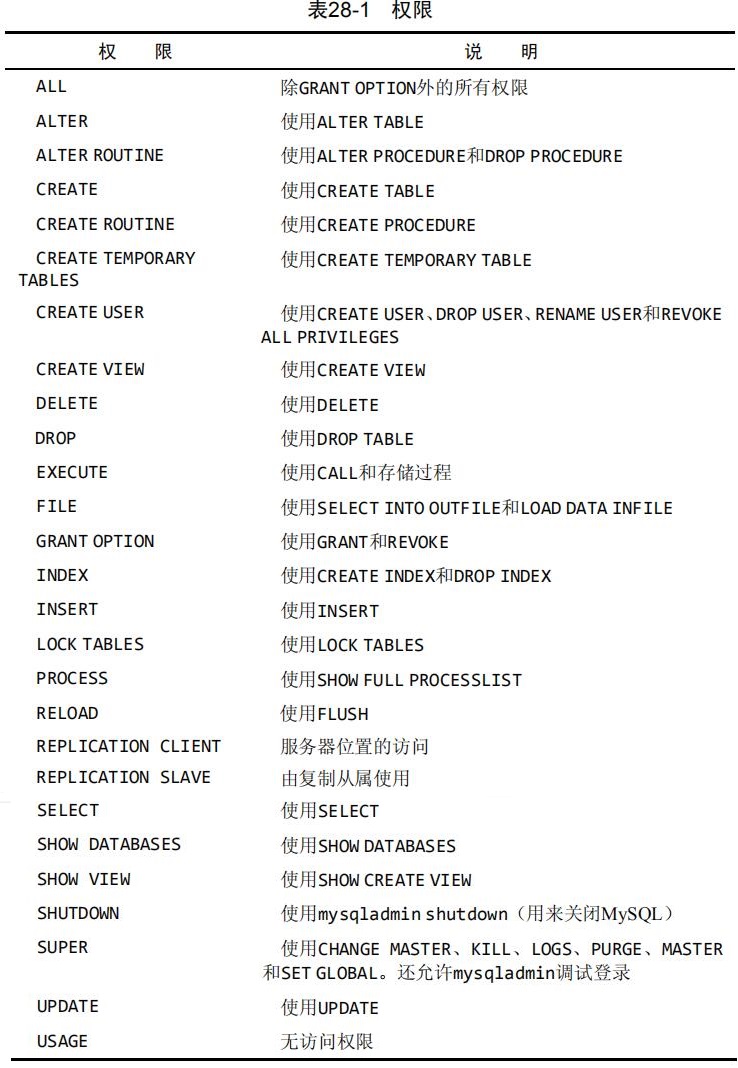 表28-1 权限
权 限 说 明
ALL 除GRANT OPTION外的所有权限
ALTER 使用ALTER TABLE
ALTER ROUTINE 使用ALTER PROCEDURE和DROP PROCEDURE
CREATE 使用CREATE TABLE
CREATE ROUTINE 使用CREATE PROCEDURE
CREATE TEMPORARY 使用CREATE TEMPORARY TABLE
TABLES
CREATE USER 使用CREATE USER、DROP USER、RENAME USER和REVOKE
ALL PRIVILEGES
CREATE VIEW 使用CREATE VIEW
DELETE 使用DELETE
DROP 使用DROP TABLE
EXECUTE 使用CALL和存储过程
FILE 使用SELECT INTO OUTFILE和LOAD DATA INFILE
GRANT OPTION 使用GRANT和REVOKE
INDEX 使用CREATE INDEX和DROP INDEX
INSERT 使用INSERT
LOCK TABLES 使用LOCK TABLES
PROCESS 使用SHOW FULL PROCESSLIST
RELOAD 使用FLUSH
REPLICATION CLIENT 服务器位置的访问
REPLICATION SLAVE 由复制从属使用
SELECT 使用SELECT
SHOW DATABASES 使用SHOW DATABASES
SHOW VIEW 使用SHOW CREATE VIEW
SHUTDOWN 使用mysqladmin shutdown（用来关闭MySQL）
SUPER 使用CHANGE MASTER、KILL、LOGS、PURGE、MASTER
和SET GLOBAL。还允许mysqladmin调试登录
UPDATE 使用UPDATE
USAGE 无访问权限